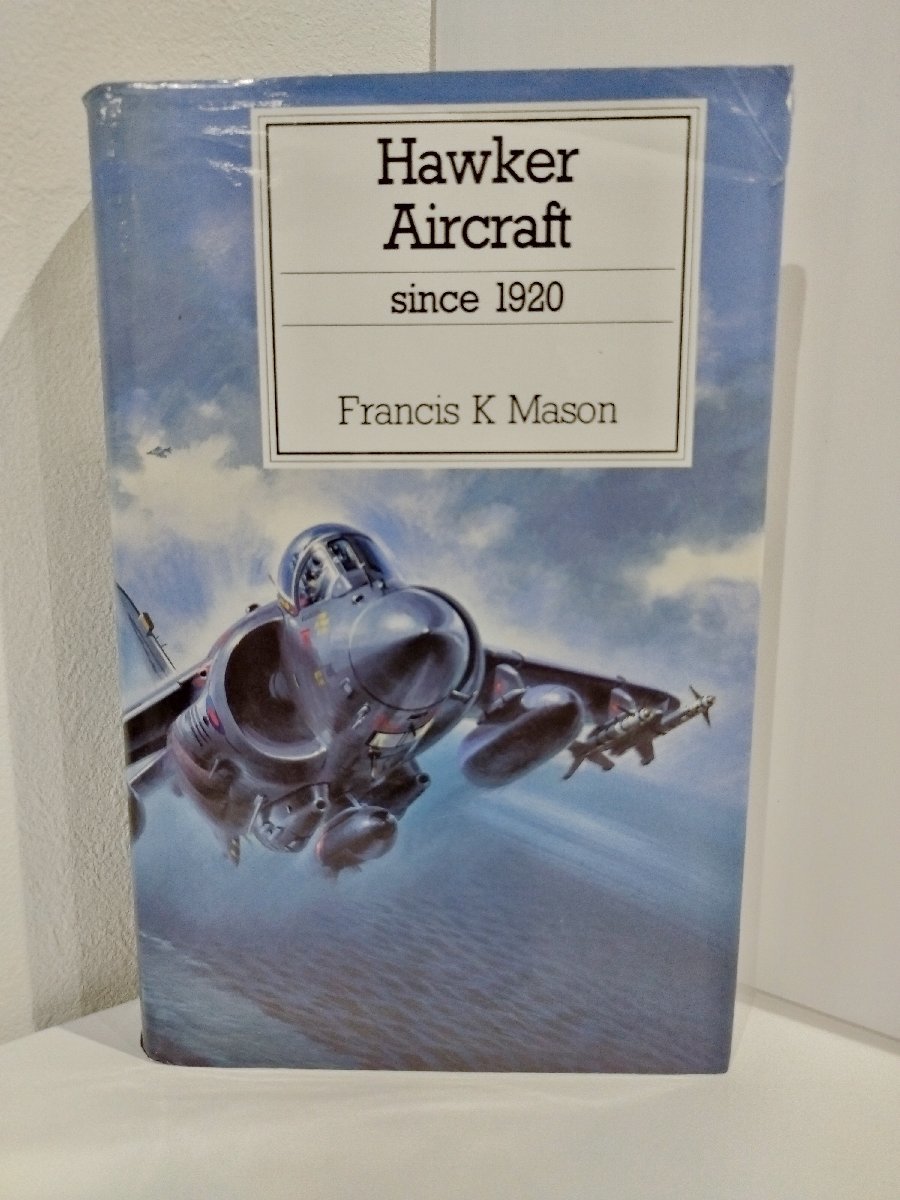 Hawker
Aircraft
since 1920
Francis K Mason